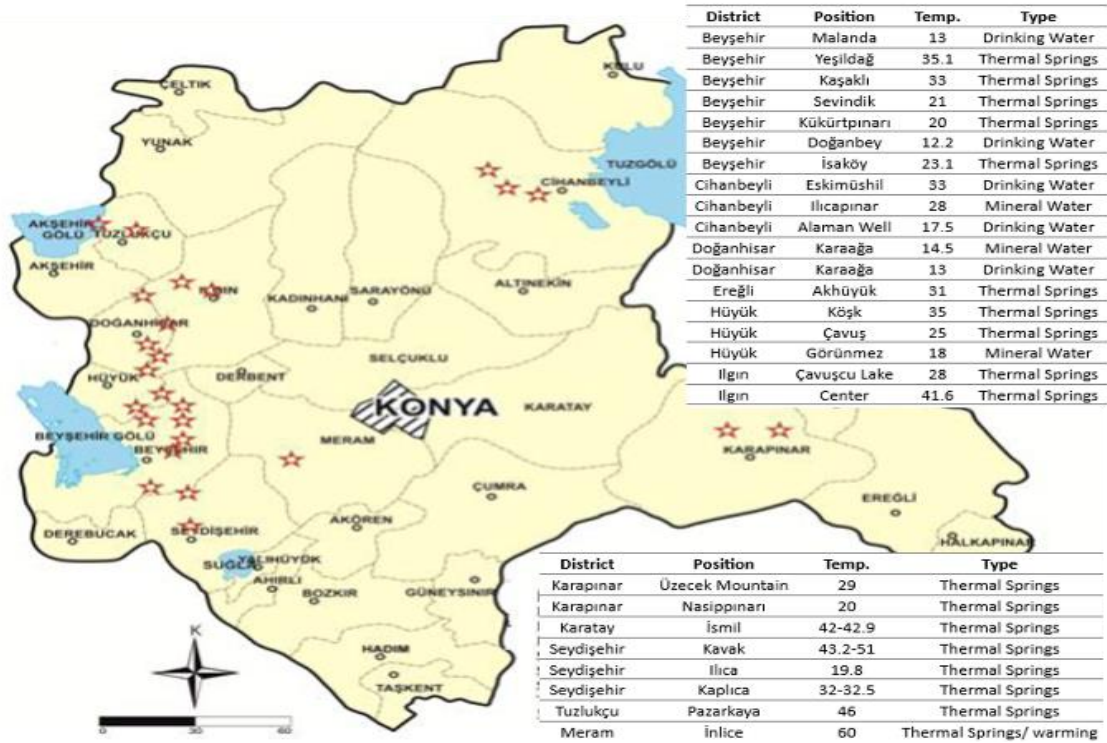 District Position Temp. Type
Beyşehir Malanda 13 Drinking Water
Beyşehir Yeşildağ 35.1 Thermal Springs
Beyşehir Kaşaklı 33 Thermal Springs
Beyşehir Sevindik 21 Thermal Springs
Beyşehir Kükürtpınarı 20 Thermal Springs
Beyşehir Doğanbey 12.2 Drinking Water
Beyşehir İsaköy 23.1 Thermal Springs
Cihanbeyli Eskimüshil 33 Drinking Water
Cihanbeyli Ilıcapınar 28 Mineral Water
Cihanbeyli Alaman Well 17.5 Drinking Water
Doğanhisar Karaağa 14.5 Mineral Water
Doğanhisar Karaağa 13 Drinking Water
Ereğli Akhüyük 31 Thermal Springs
Hüyük Köşk 35 Thermal Springs
Hüyük Çavuş 25 Thermal Springs
Hüyük Görünmez 18 Mineral Water
Ilgın Çavuşcu Lake 28 Thermal Springs
Ilgın Center 41.6 Thermal Springs
KULU
ÇELTIK
YUNAK
TUZGÖLÜ
CİHANBEYLİ
AKŞEHİR
GÖLÜ
TUZLUKÇU
AKŞEHİR
ILGIN
KADINHANI
SARAYÖNÜ
ALTINEKİN
DOĞANHİSAR
SELÇUKLU
HÜYÜK
DERBENT
KONYA
KARATAY
BEYŞEHİR GÖLÜ
MERAM
BEYŞEHİR
KARAPINAR
ÇUMRA
EREĞLİ
AKÖREN
DEREBUCAK
SEYDİŞEHİR
HALKAPINAR
SUĞLA
YALIHÜYÜK
AHIRLI
BOZKIR
GÜNEYSINIR
HADIM
TAŞKENT
K
30
60
District Position Temp. Type
Karapınar Üzecek Mountain 29 Thermal Springs
Karapınar Nasippınarı 20 Thermal Springs
Karatay İsmil 42-42.9 Thermal Springs
Seydişehir Kavak 43.2-51 Thermal Springs
Seydişehir Ilıca 19.8 Thermal Springs
Seydişehir Kaplıca 32-32.5 Thermal Springs
Tuzlukçu Pazarkaya 46 Thermal Springs
Meram İnlice 60 Thermal Springs/ warming